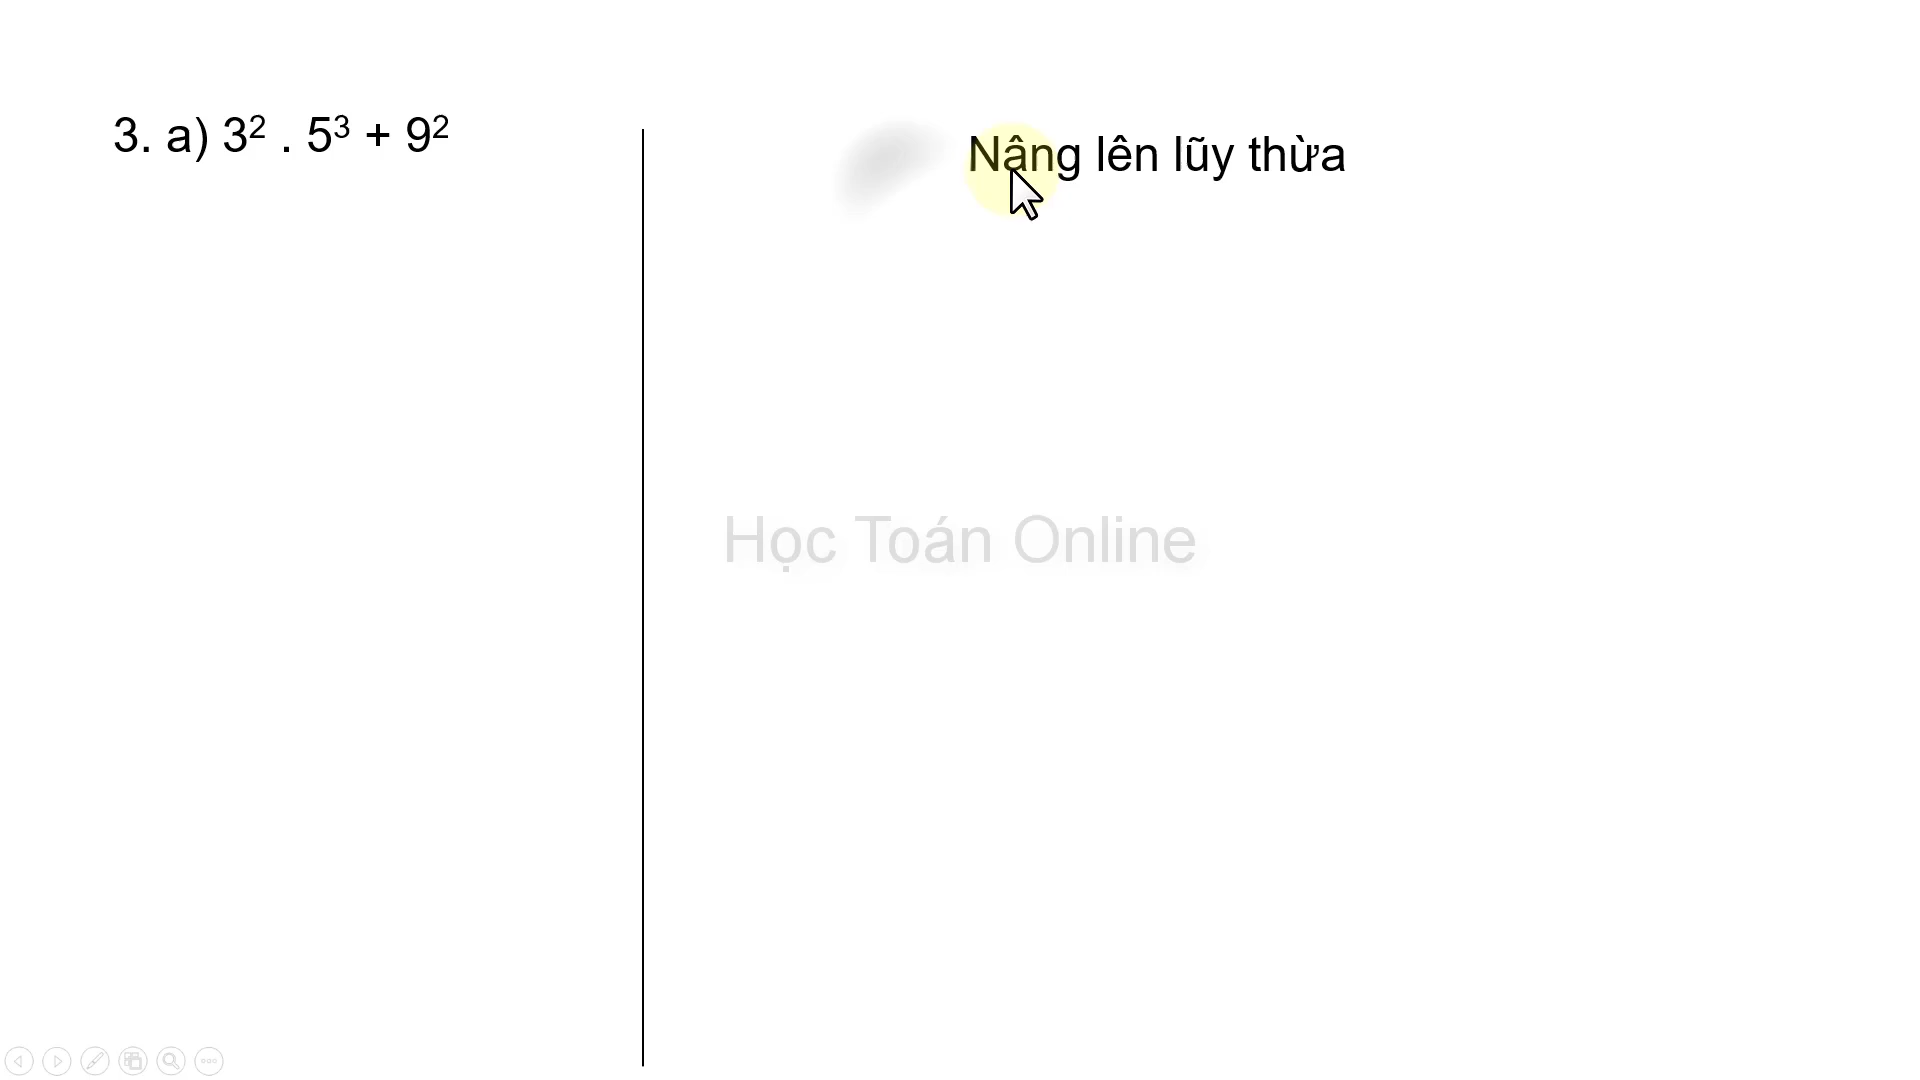 3. a) 3² . 5³ + 9²
Nâng lên lũy thừa
Học Toán Online